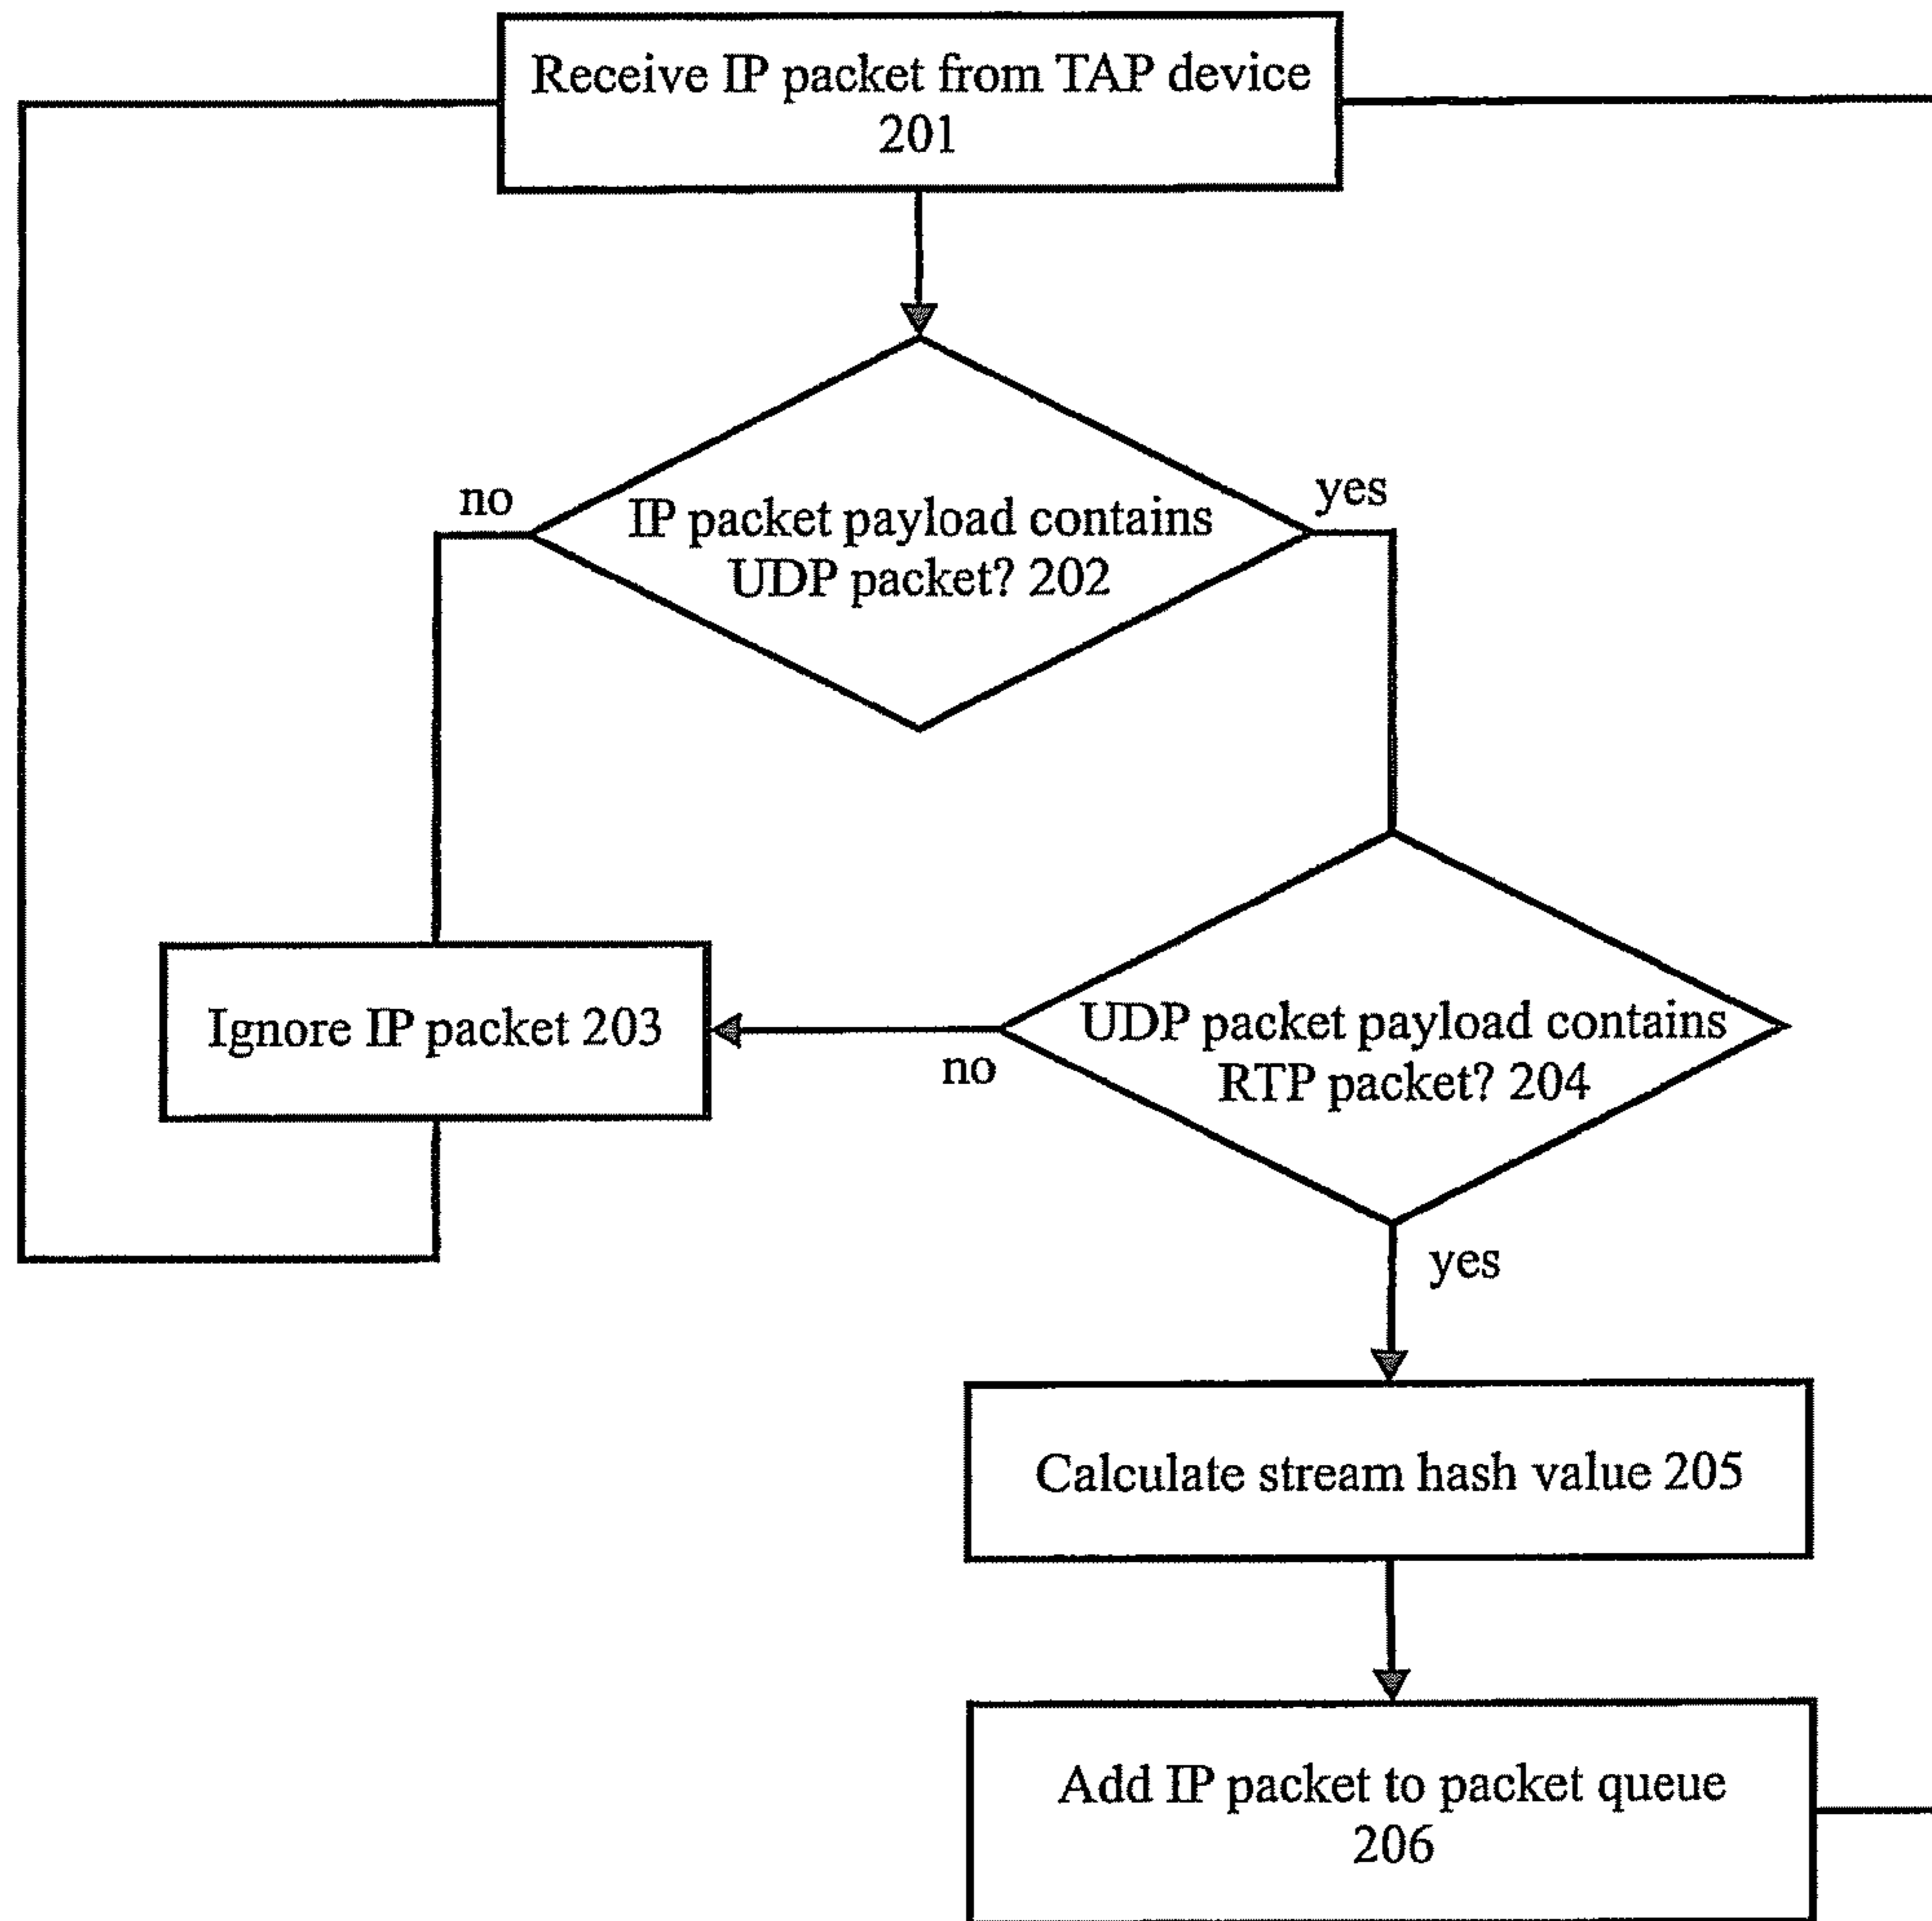 Receive IP packet from TAP device
201
no
yes
IP packet payload contains
UDP packet? 202
Ignore IP packet 203
UDP packet payload contains
RTP packet? 204
no
yes
Calculate stream hash value 205
Add IP packet to packet queue
206